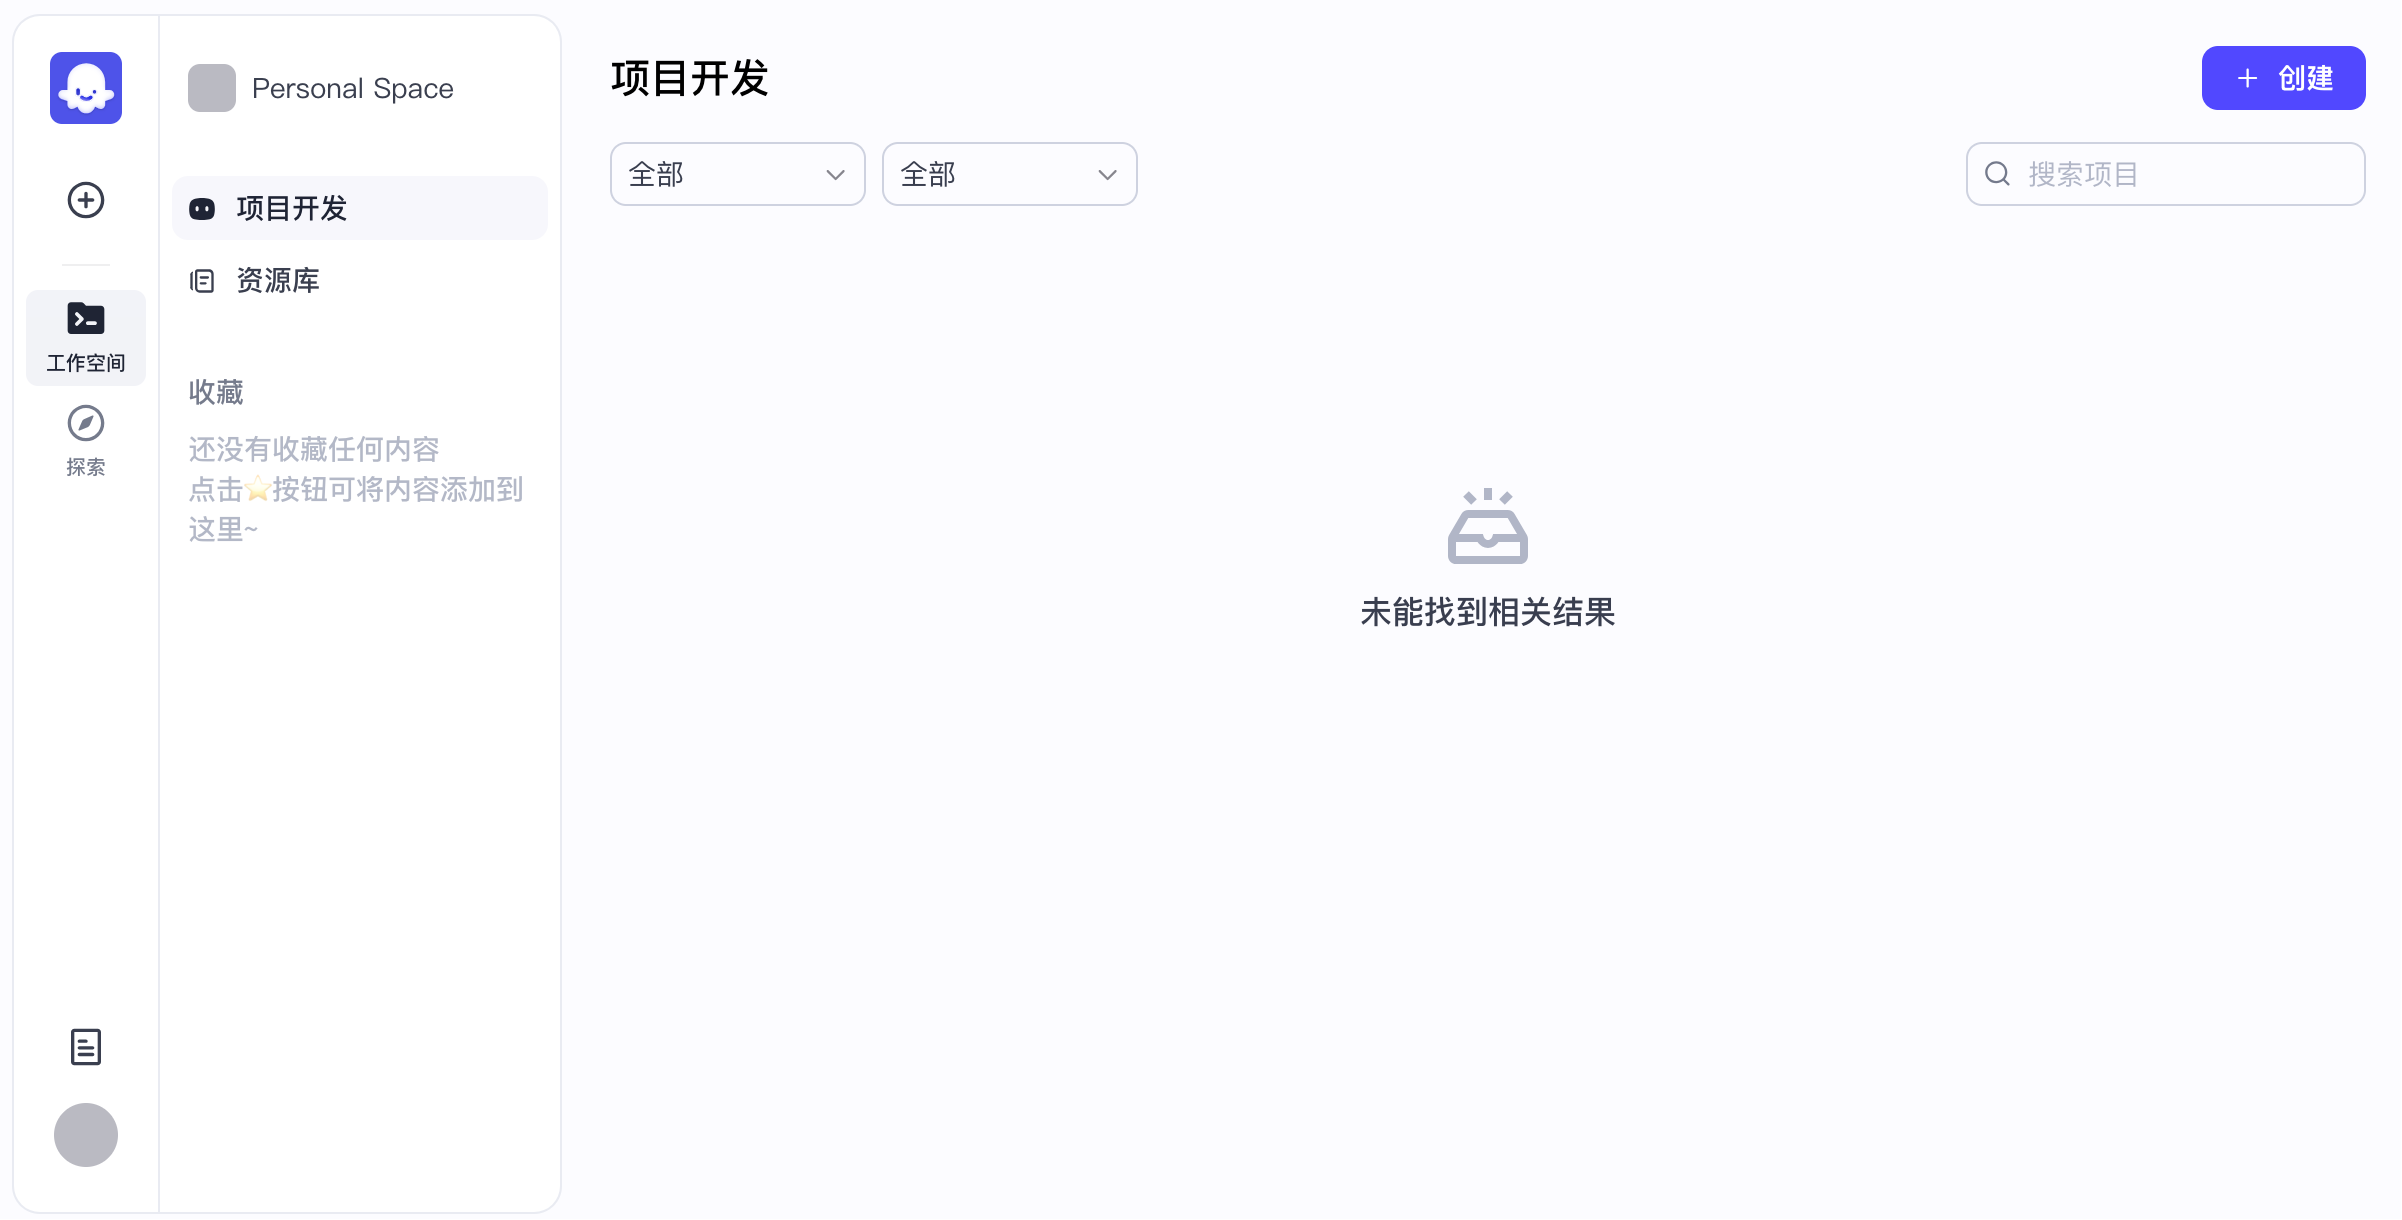 Personal Space
项目开发
资源库
工作空间
探索
收藏
还没有收藏任何内容
点击⭐按钮可将内容添加到
这里~
项目开发
创建
全部
全部
搜索项目
未能找到相关结果